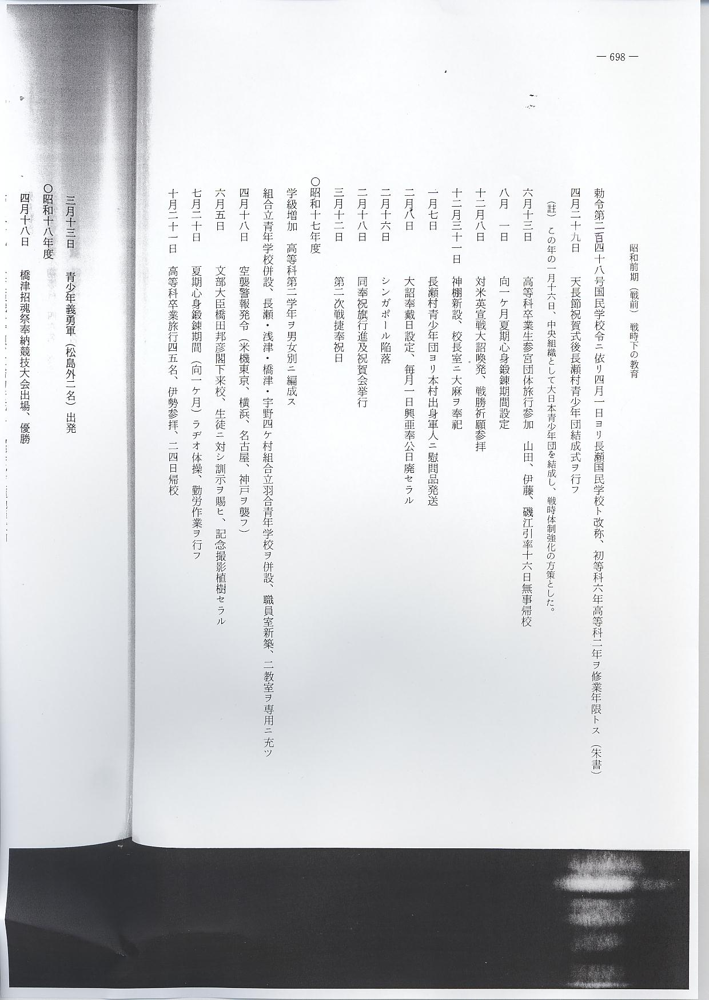 ― 698 ―
昭和前期（戦前） 戦時下の教育
勅令第二百四十八号国民学校令ニ依リ四月一日ヨリ長瀬国民学校ト改称、初等科六年高等科二年ヲ修業年限トス（朱書）
四月二十九日 天長節祝賀式後長瀬村青少年団結成式ヲ行フ
（註） この年の一月十六日、中央組織として大日本青少年団を結成し、戦時体制強化の方策とした。
六月十三日 高等科卒業生参宮団体旅行参加 山田、伊藤、磯江引率十六日無事帰校
八月 一日 向一ケ月夏期心身鍛錬期間設定
十二月八日 対米英宣戦大詔喚発、戦勝祈願参拝
十二月三十一日 神棚新設、校長室ニ大麻ヲ奉祀
一月七日 長瀬村青少年団ヨリ本村出身軍人ニ慰問品発送
二月八日 大詔奉戴日設定、毎月一日興亜奉公日廃セラル
二月十六日 シンガポール陥落
二月十八日 同奉祝旗行進及祝賀会挙行
三月十二日 第二次戦捷奉祝日
〇昭和十七年度
学級増加 高等科第二学年ヲ男女別ニ編成ス
組合立青年学校併設、長瀬・浅津・橋津・宇野四ケ村組合立羽合青年学校ヲ併設、職員室新築、二教室ヲ専用ニ充ツ
四月十八日 空襲警報発令（米機東京、横浜、名古屋、神戸ヲ襲フ）
六月五日 文部大臣橋田邦彦閣下来校、生徒ニ対シ訓示ヲ賜ヒ、記念撮影植樹セラル
七月二十日 夏期心身鍛錬期間（向一ケ月）ラヂオ体操、勤労作業ヲ行フ
十月二十一日 高等科卒業旅行四五名、伊勢参拝、二四日帰校
三月十三日 青少年義勇軍（松島外二名）出発
〇昭和十八年度
四月十八日 橋津招魂祭奉納競技大会出場、優勝